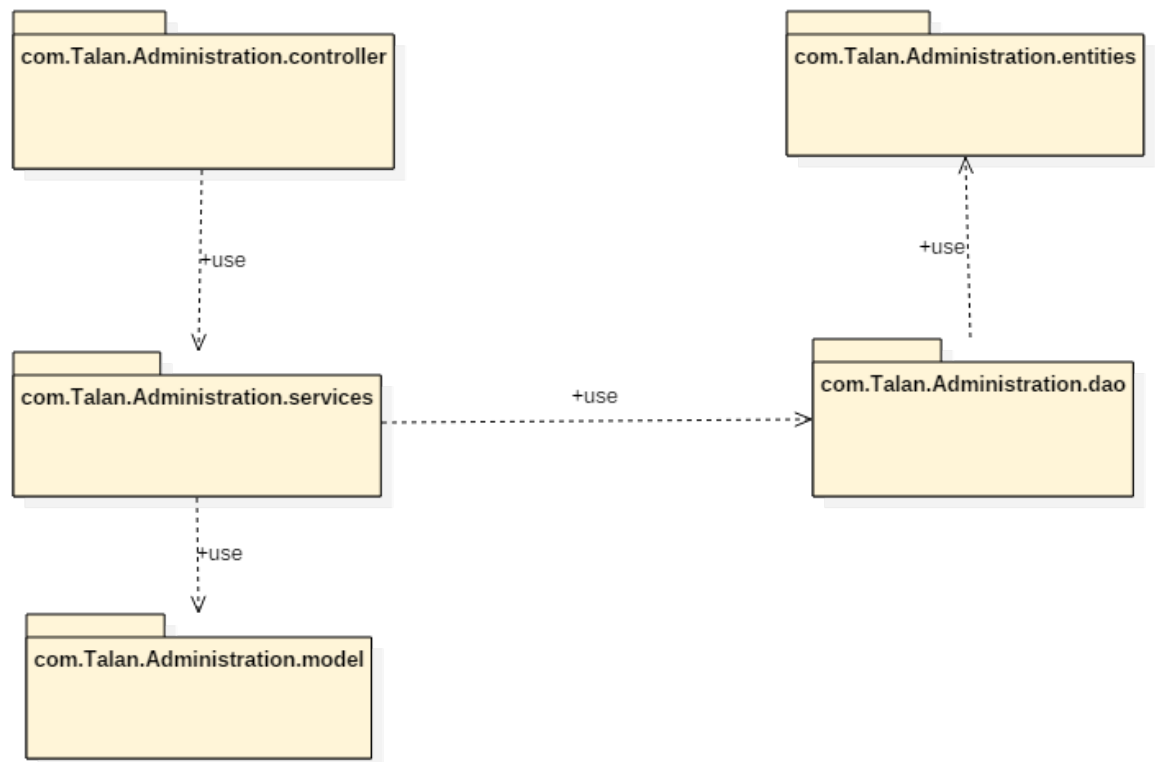 com.Talan.Administration.controller
com.Talan.Administration.entities
+use
+use
com.Talan.Administration.services
com.Talan.Administration.dao
+use
+use
com.Talan.Administration.model